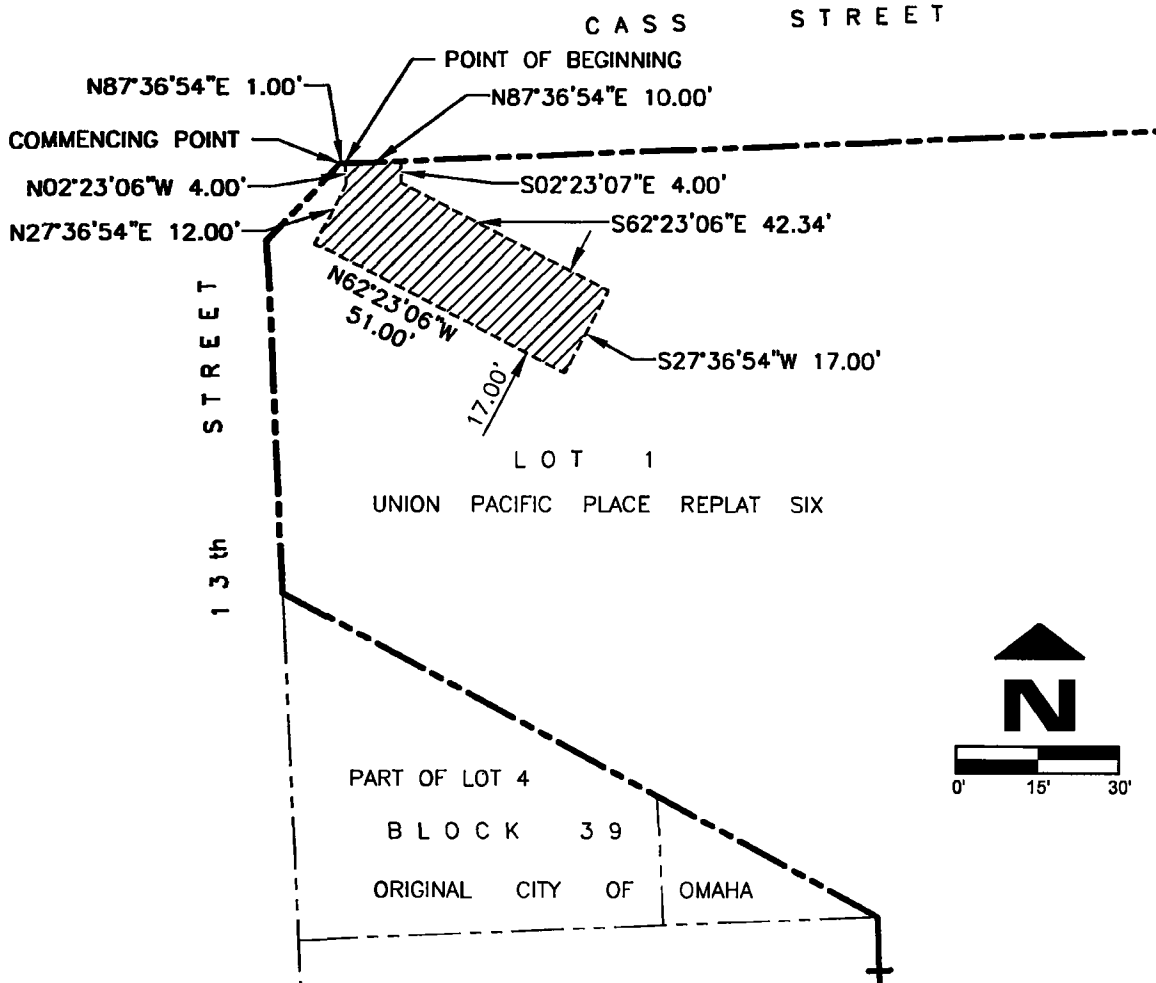 CASS STREET
POINT OF BEGINNING
N87°36'54"E 1.00'
N87°36'54"E 10.00'
COMMENCING POINT
N02°23'06"W 4.00'
S02°23'07"E 4.00'
N27°36'54"E 12.00'
S62°23'06"E 42.34'
N62°23'06"W
51.00'
S27°36'54"W 17.00'
17.00'
13th STREET
LOT 1
UNION PACIFIC PLACE REPLAT SIX
N
0' 15' 30'
PART OF LOT 4
BLOCK 39
ORIGINAL CITY OF OMAHA